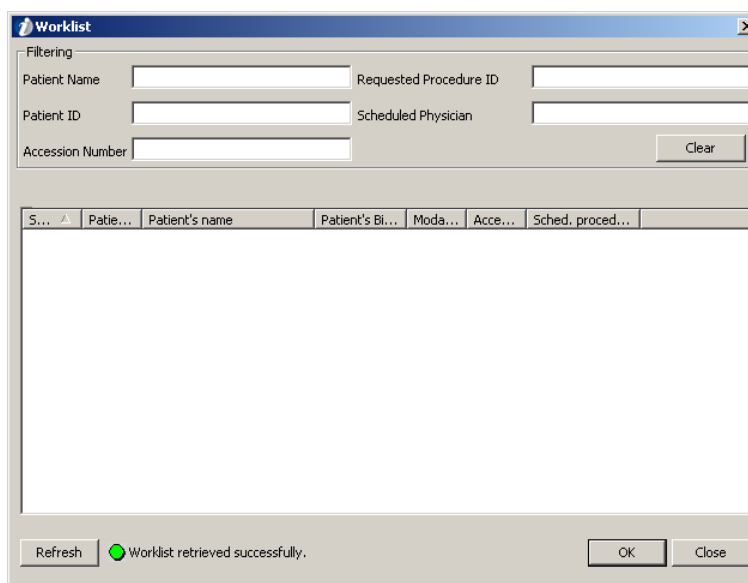 Worklist
Filtering
Patient Name Requested Procedure ID
Patient ID Scheduled Physician
Accession Number Clear
S... Patie... Patient's name Patient's Bi... Moda... Acce... Sched. proced...
Refresh Worklist retrieved successfully. OK Close